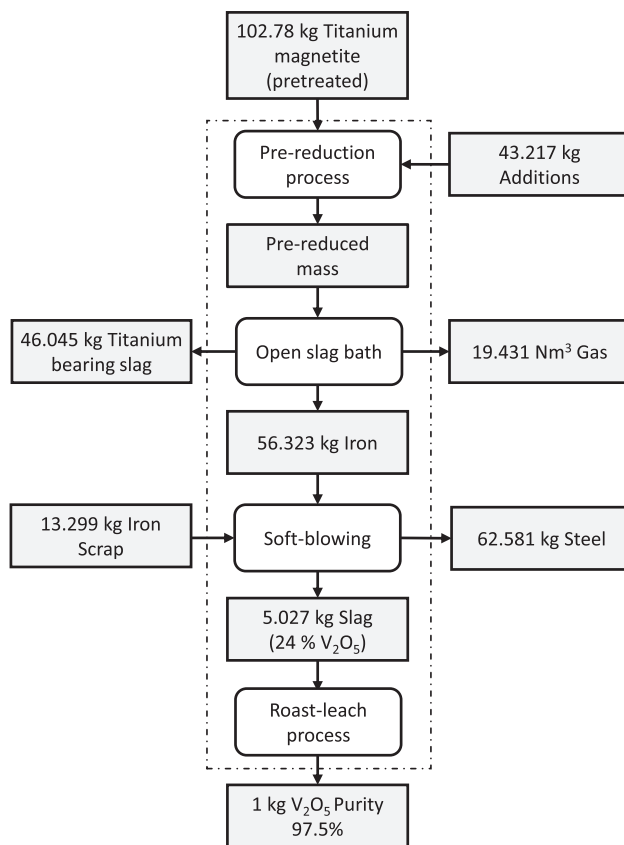 102.78 kg Titanium
magnetite
(pretreated)
Pre-reduction
process
43.217 kg
Additions
Pre-reduced
mass
46.045 kg Titanium
bearing slag
Open slag bath
19.431 Nm³ Gas
56.323 kg Iron
13.299 kg Iron
Scrap
Soft-blowing
62.581 kg Steel
5.027 kg Slag
(24 % V₂O₅)
Roast-leach
process
1 kg V₂O₅ Purity
97.5%